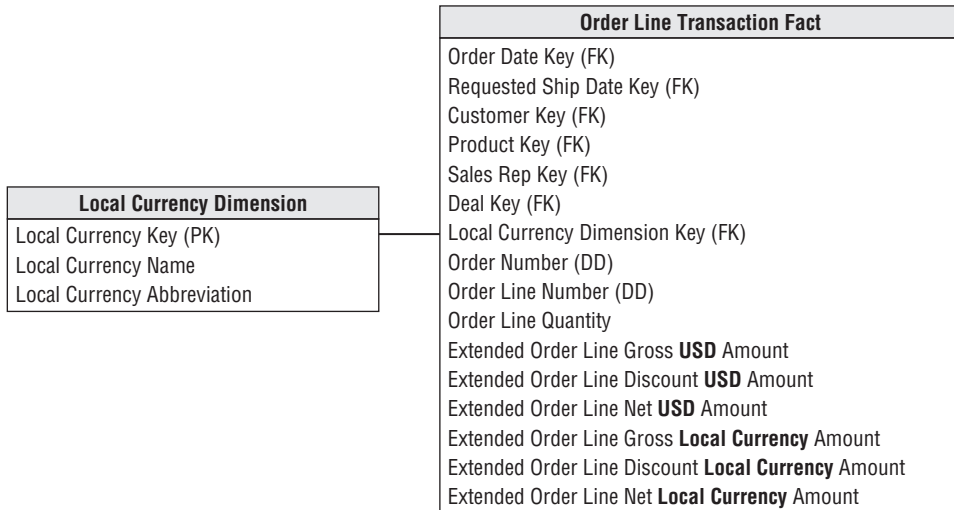 Order Line Transaction Fact
Order Date Key (FK)
Requested Ship Date Key (FK)
Customer Key (FK)
Product Key (FK)
Sales Rep Key (FK)
Deal Key (FK)
Local Currency Dimension Key (FK)
Order Number (DD)
Order Line Number (DD)
Order Line Quantity
Extended Order Line Gross USD Amount
Extended Order Line Discount USD Amount
Extended Order Line Net USD Amount
Extended Order Line Gross Local Currency Amount
Extended Order Line Discount Local Currency Amount
Extended Order Line Net Local Currency Amount
Local Currency Dimension
Local Currency Key (PK)
Local Currency Name
Local Currency Abbreviation